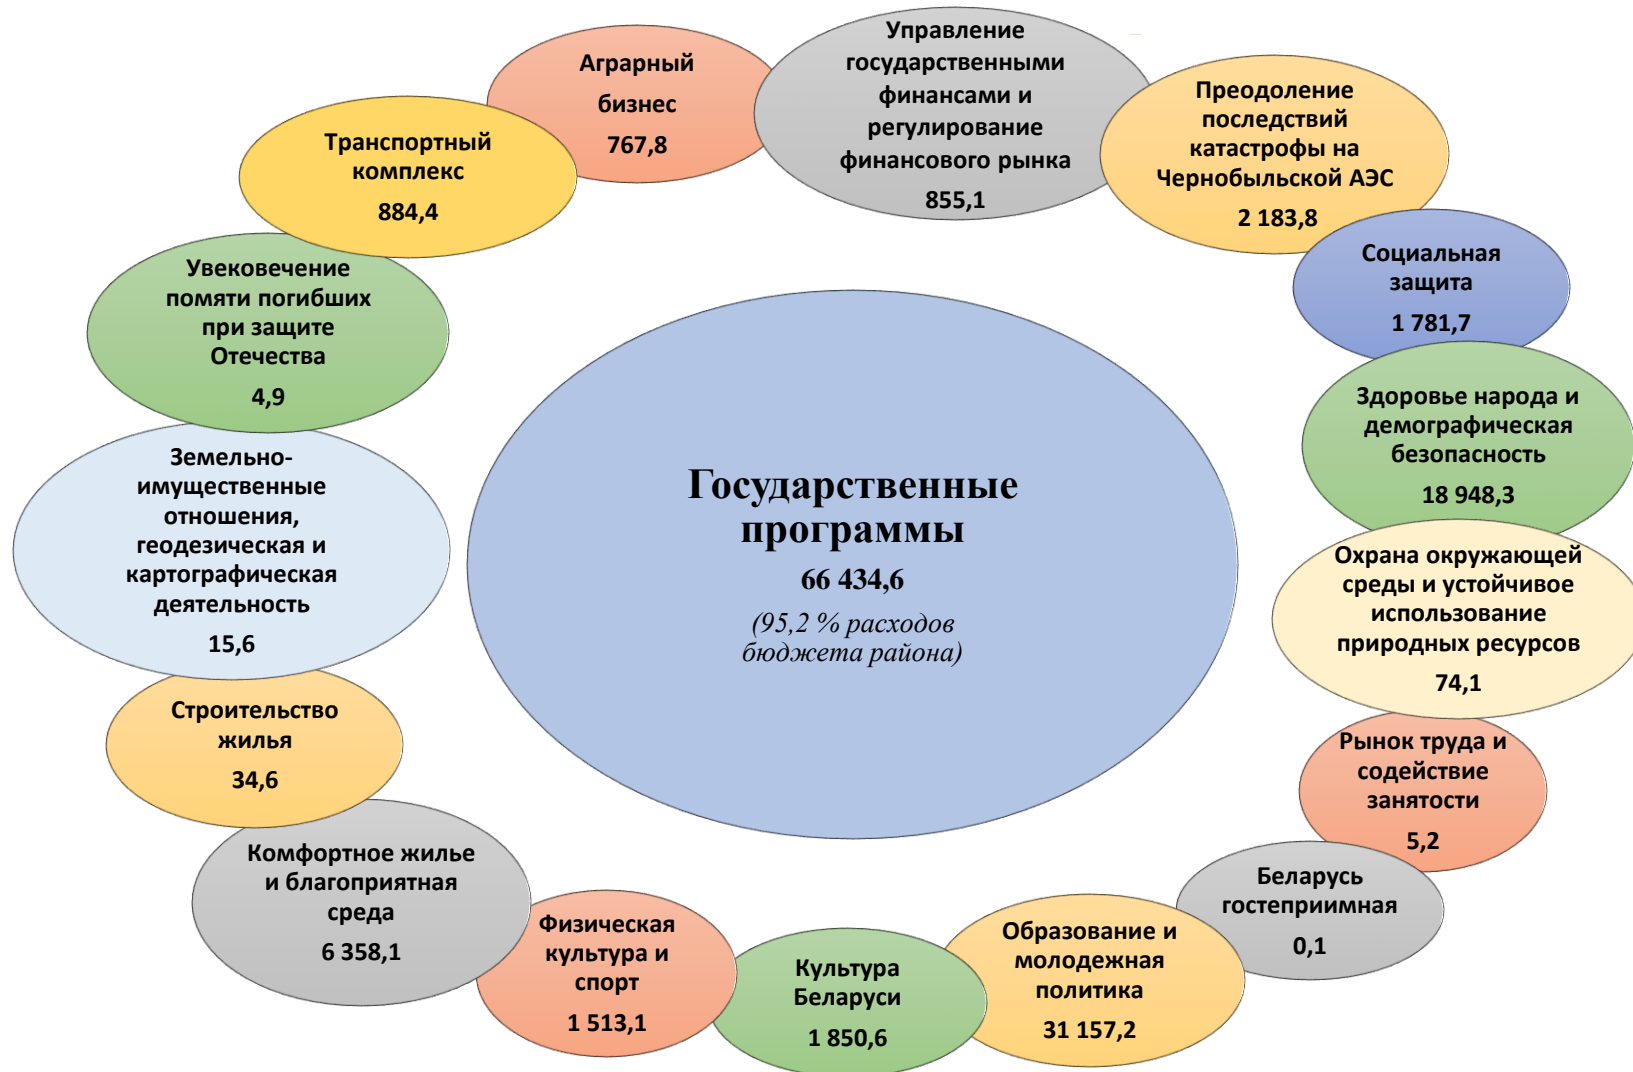 Управление
государственными
финансами и
регулирование
финансового рынка
855,1
Аграрный
бизнес
767,8
Преодоление
последствий
катастрофы на
Чернобыльской АЭС
2 183,8
Транспортный
комплекс
884,4
Социальная
защита
1 781,7
Увековечение
помяти погибших
при защите
Отечества
4,9
Здоровье народа и
демографическая
безопасность
18 948,3
Земельно-
имущественные
отношения,
геодезическая и
картографическая
деятельность
15,6
Государственные
программы
66 434,6
(95,2 % расходов
бюджета района)
Охрана окружающей
среды и устойчивое
использование
природных ресурсов
74,1
Строительство
жилья
34,6
Рынок труда и
содействие
занятости
5,2
Комфортное жилье
и благоприятная
среда
6 358,1
Беларусь
гостеприимная
0,1
Физическая
культура и
спорт
1 513,1
Культура
Беларуси
1 850,6
Образование и
молодежная
политика
31 157,2